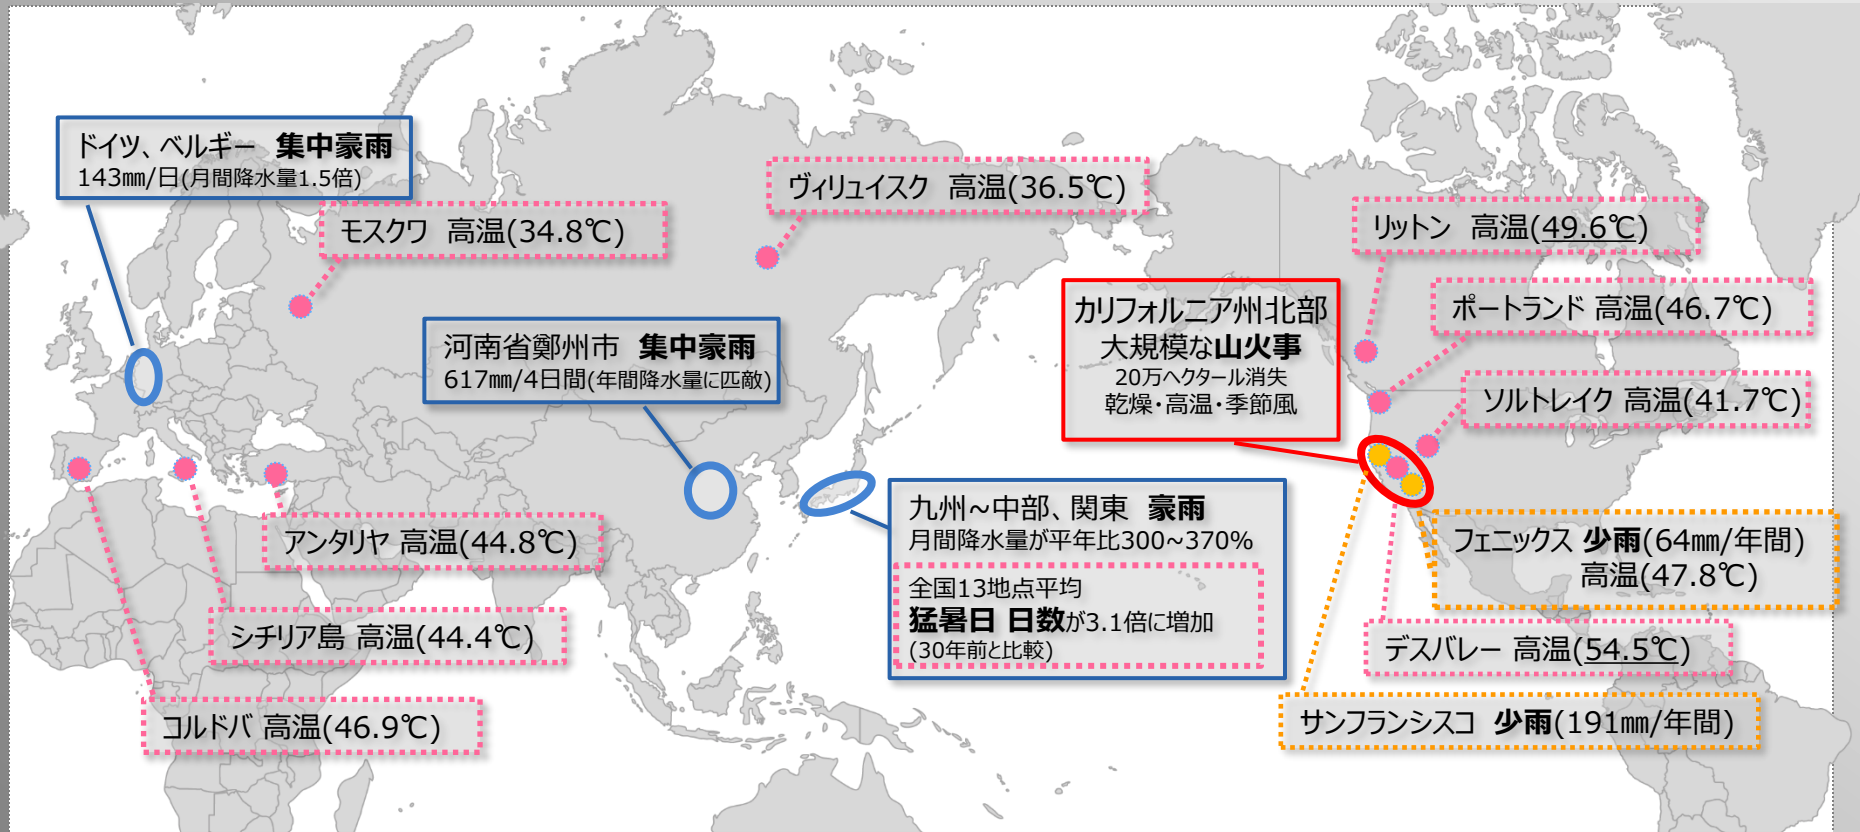 ドイツ、ベルギー 集中豪雨
143㎜/日(月間降水量1.5倍)
モスクワ 高温(34.8℃)
ヴィリュイスク 高温(36.5℃)
リットン 高温(49.6℃)
ポートランド 高温(46.7℃)
ソルトレイク 高温(41.7℃)
カリフォルニア州北部
大規模な山火事
20万ヘクタール消失
乾燥・高温・季節風
河南省鄭州市 集中豪雨
617㎜/4日間(年間降水量に匹敵)
九州~中部、関東 豪雨
月間降水量が平年比300~370%
全国13地点平均
猛暑日 日数が3.1倍に増加
(30年前と比較)
アンタリヤ 高温(44.8℃)
シチリア島 高温(44.4℃)
コルドバ 高温(46.9℃)
フェニックス 少雨(64㎜/年間)
高温(47.8℃)
デスバレー 高温(54.5℃)
サンフランシスコ 少雨(191㎜/年間)